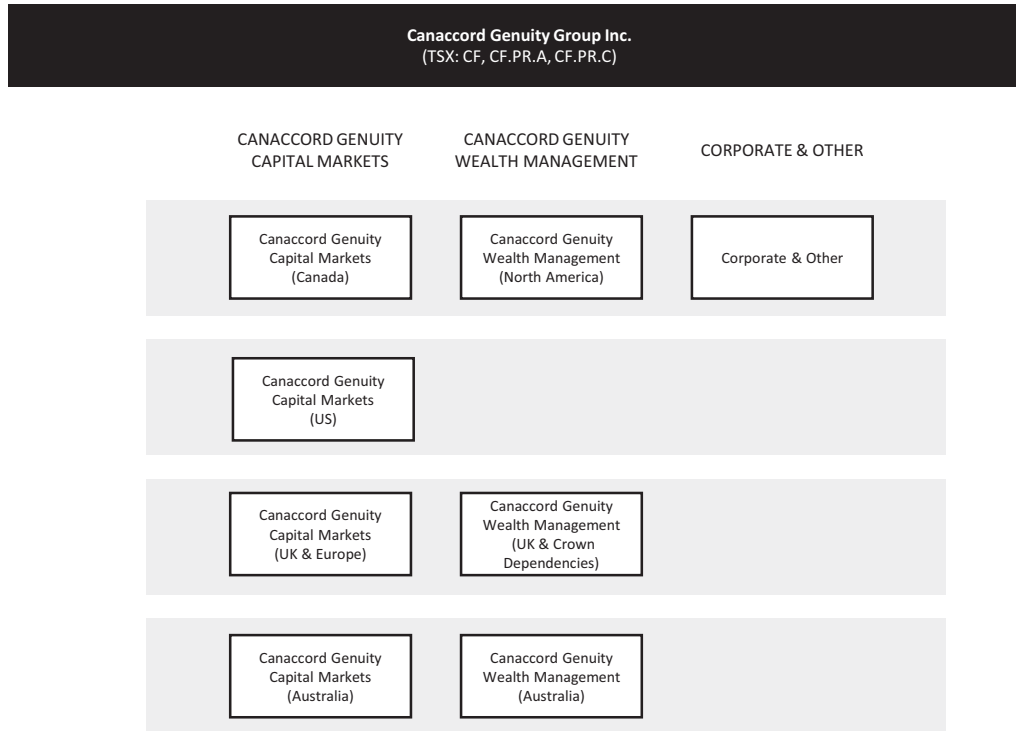 Canaccord Genuity Group Inc.
(TSX: CF, CF.PR.A, CF.PR.C)
CANACCORD GENUITY
CAPITAL MARKETS
CANACCORD GENUITY
WEALTH MANAGEMENT
CORPORATE & OTHER
Canaccord Genuity
Capital Markets
(Canada)
Canaccord Genuity
Wealth Management
(North America)
Corporate & Other
Canaccord Genuity
Capital Markets
(US)
Canaccord Genuity
Capital Markets
(UK & Europe)
Canaccord Genuity
Wealth Management
(UK & Crown
Dependencies)
Canaccord Genuity
Capital Markets
(Australia)
Canaccord Genuity
Wealth Management
(Australia)